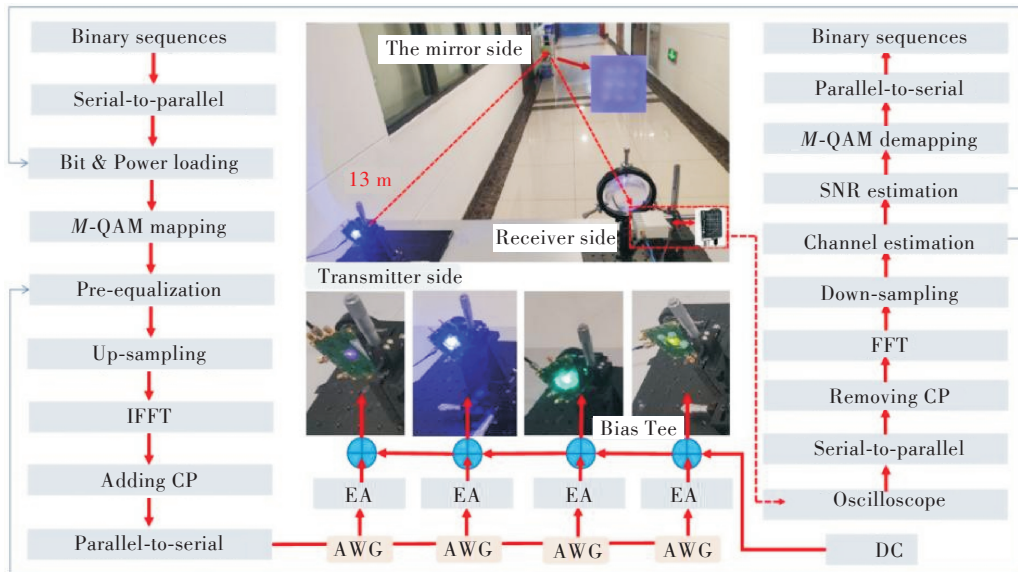 Binary sequences
Serial-to-parallel
Bit & Power loading
M-QAM mapping
Pre-equalization
Up-sampling
IFFT
Adding CP
Parallel-to-serial
The mirror side
13 m
Receiver side
Transmitter side
Bias Tee
EA
EA
EA
EA
AWG
AWG
AWG
AWG
Binary sequences
Parallel-to-serial
M-QAM demapping
SNR estimation
Channel estimation
Down-sampling
FFT
Removing CP
Serial-to-parallel
Oscilloscope
DC